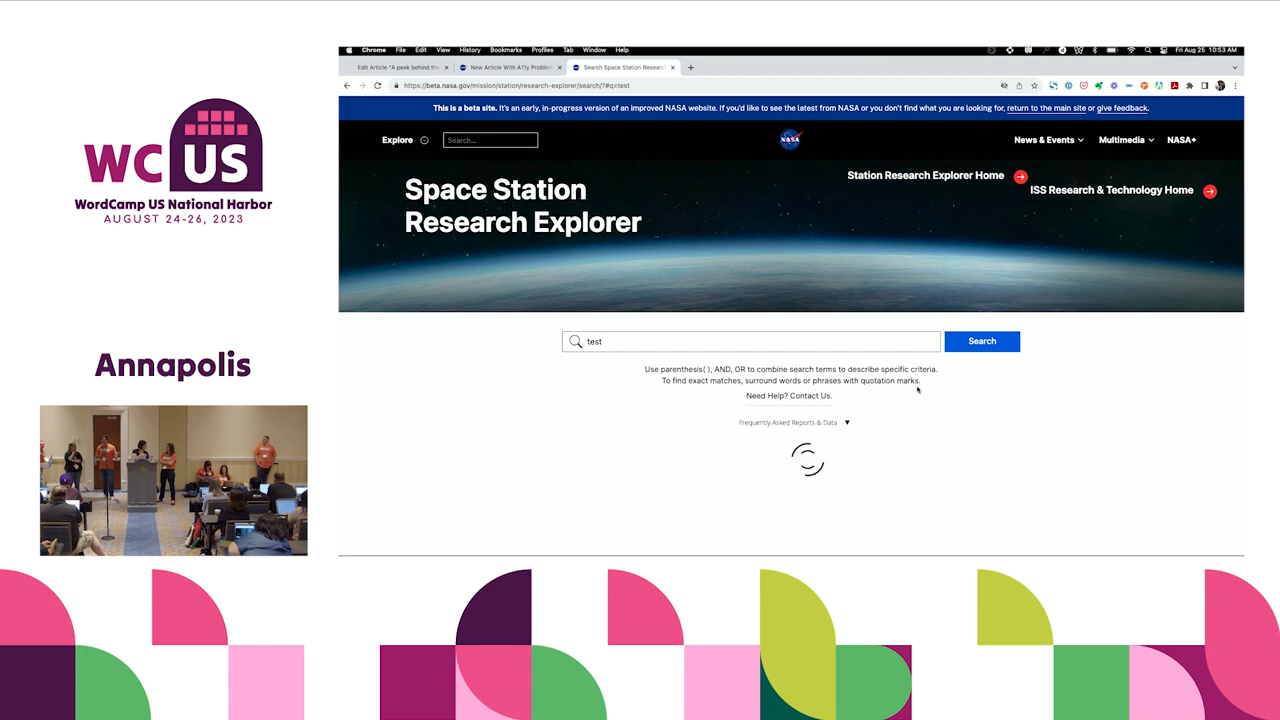 WC US
WordCamp US National Harbor
AUGUST 24-26, 2023
Annapolis
Chrome File Edit View History Bookmarks Profiles Tab Window Help
Fri Aug 25 10:53 AM
Edit Article "A peek behind the
New Article With A11y Problem
Search Space Station Research
https://beta.nasa.gov/mission/station/research-explorer/search/?#q=test
This is a beta site. It's an early, in-progress version of an improved NASA website. If you'd like to see the latest from NASA or you don't find what you are looking for, return to the main site or give feedback.
Explore
Search...
NASA
News & Events
Multimedia
NASA+
Space Station
Research Explorer
Station Research Explorer Home
ISS Research & Technology Home
test
Search
Use parenthesis( ), AND, OR to combine search terms to describe specific criteria.
To find exact matches, surround words or phrases with quotation marks.
Need Help? Contact Us.
Frequently Asked Reports & Data